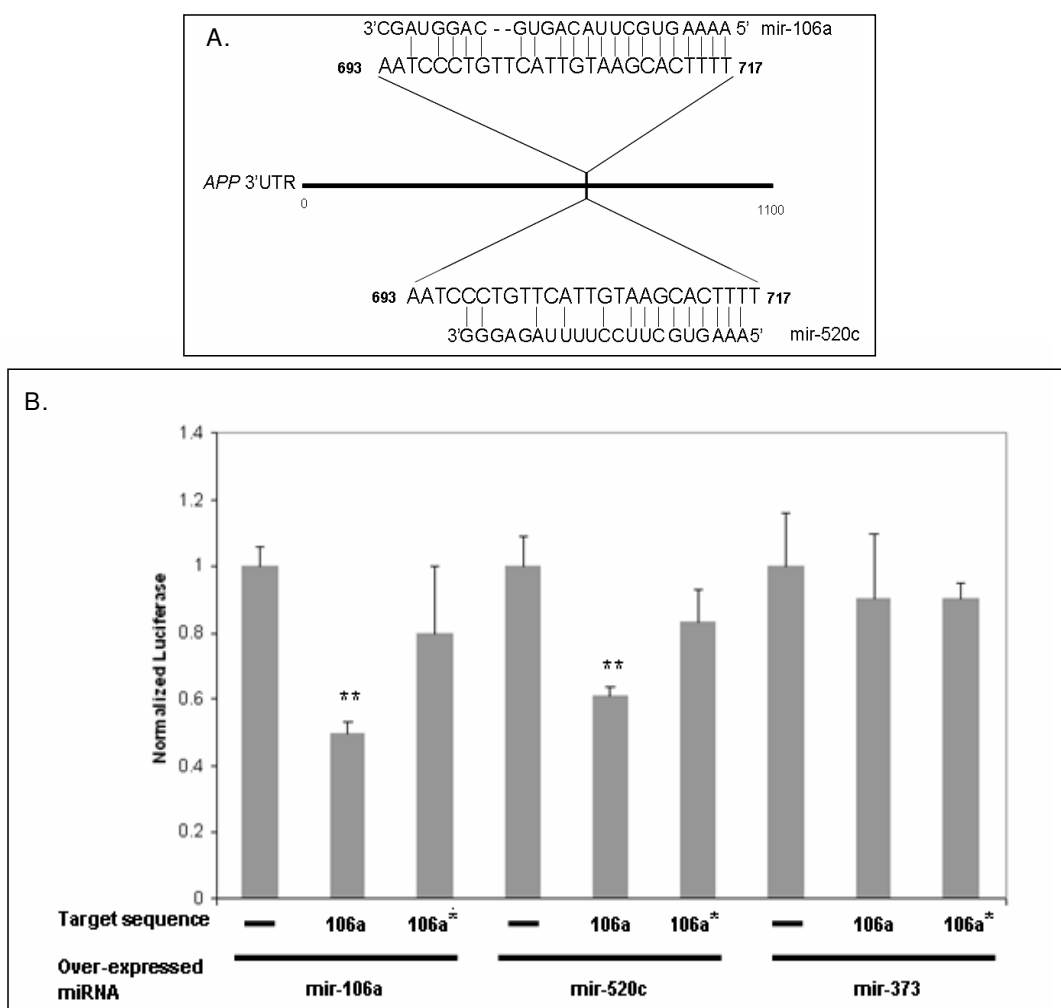 A.
3'CGAUGGAC - - GUGACAUUCGUGAAAA 5' mir-106a
693 AATCCCTGTTCATTGTAAGCACTTTT 717
APP 3'UTR
0 1100
693 AATCCCTGTTCATTGTAAGCACTTTT 717
3'GGGAGAUUUUCCUUCGUGAAA5' mir-520c
B.
Normalized Luciferase
1.4
1.2
1
0.8
0.6
0.4
0.2
0
** **
Target sequence — 106a 106a* — 106a 106a* — 106a 106a*
Over-expressed
miRNA mir-106a mir-520c mir-373